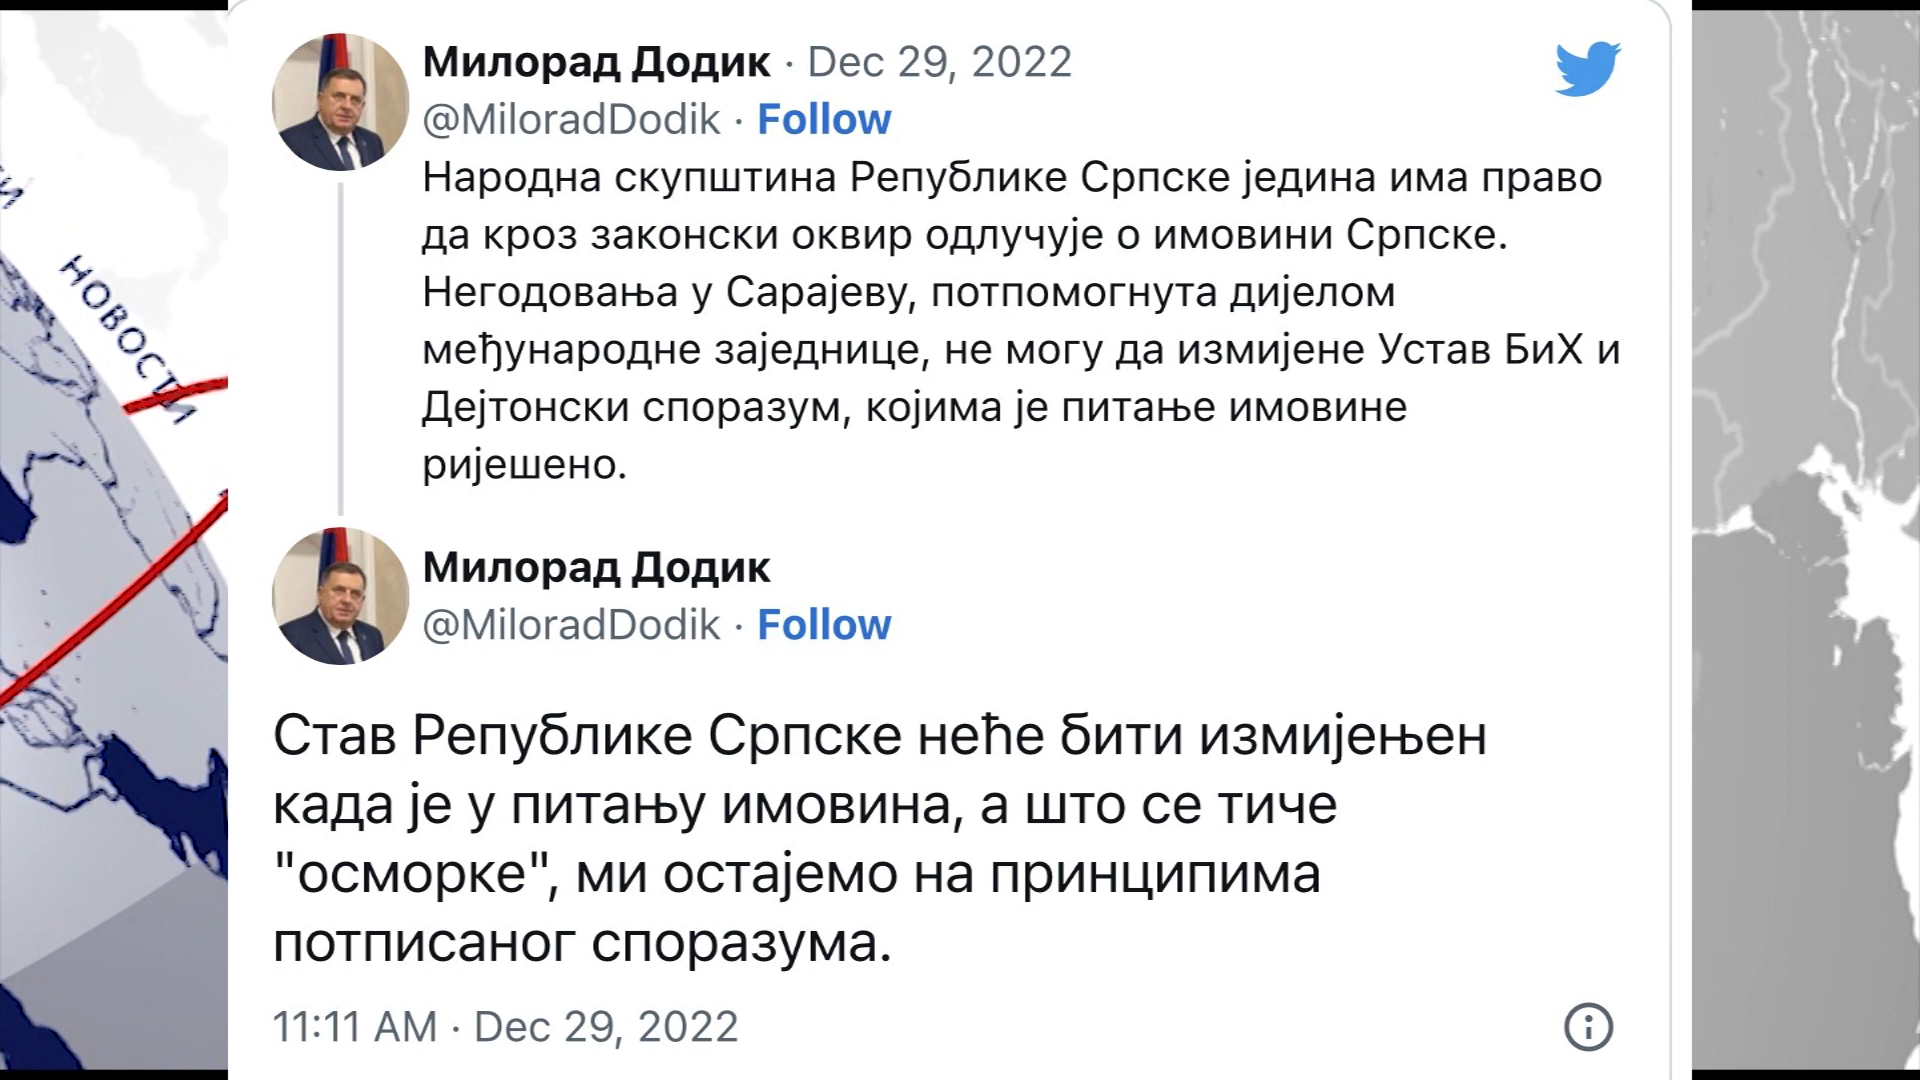 Милорад Додик · Dec 29, 2022
@MiloradDodik · Follow
Народна скупштина Републике Српске једина има право
да кроз законски оквир одлучује о имовини Српске.
Негодовања у Сарајеву, потпомогнута дијелом
међународне заједнице, не могу да измијене Устав БиХ и
Дејтонски споразум, којима је питање имовине
ријешено.
Милорад Додик
@MiloradDodik · Follow
Став Републике Српске неће бити измијењен
када је у питању имовина, а што се тиче
"осморке", ми остајемо на принципима
потписаног споразума.
11:11 AM · Dec 29, 2022
НОВОСТИ